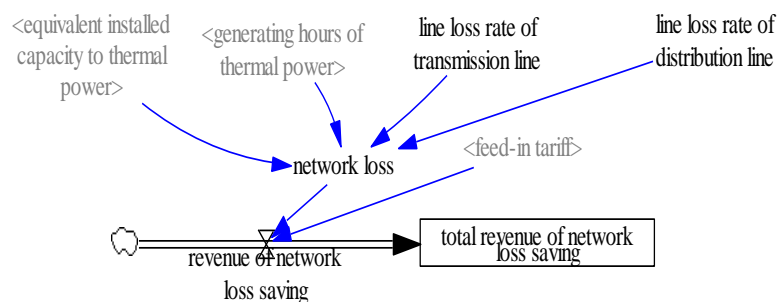 <equivalent installed
capacity to thermal
power>
<generating hours of
thermal power>
line loss rate of
transmission line
line loss rate of
distribution line
network loss
<feed-in tariff>
revenue of network
loss saving
total revenue of network
loss saving